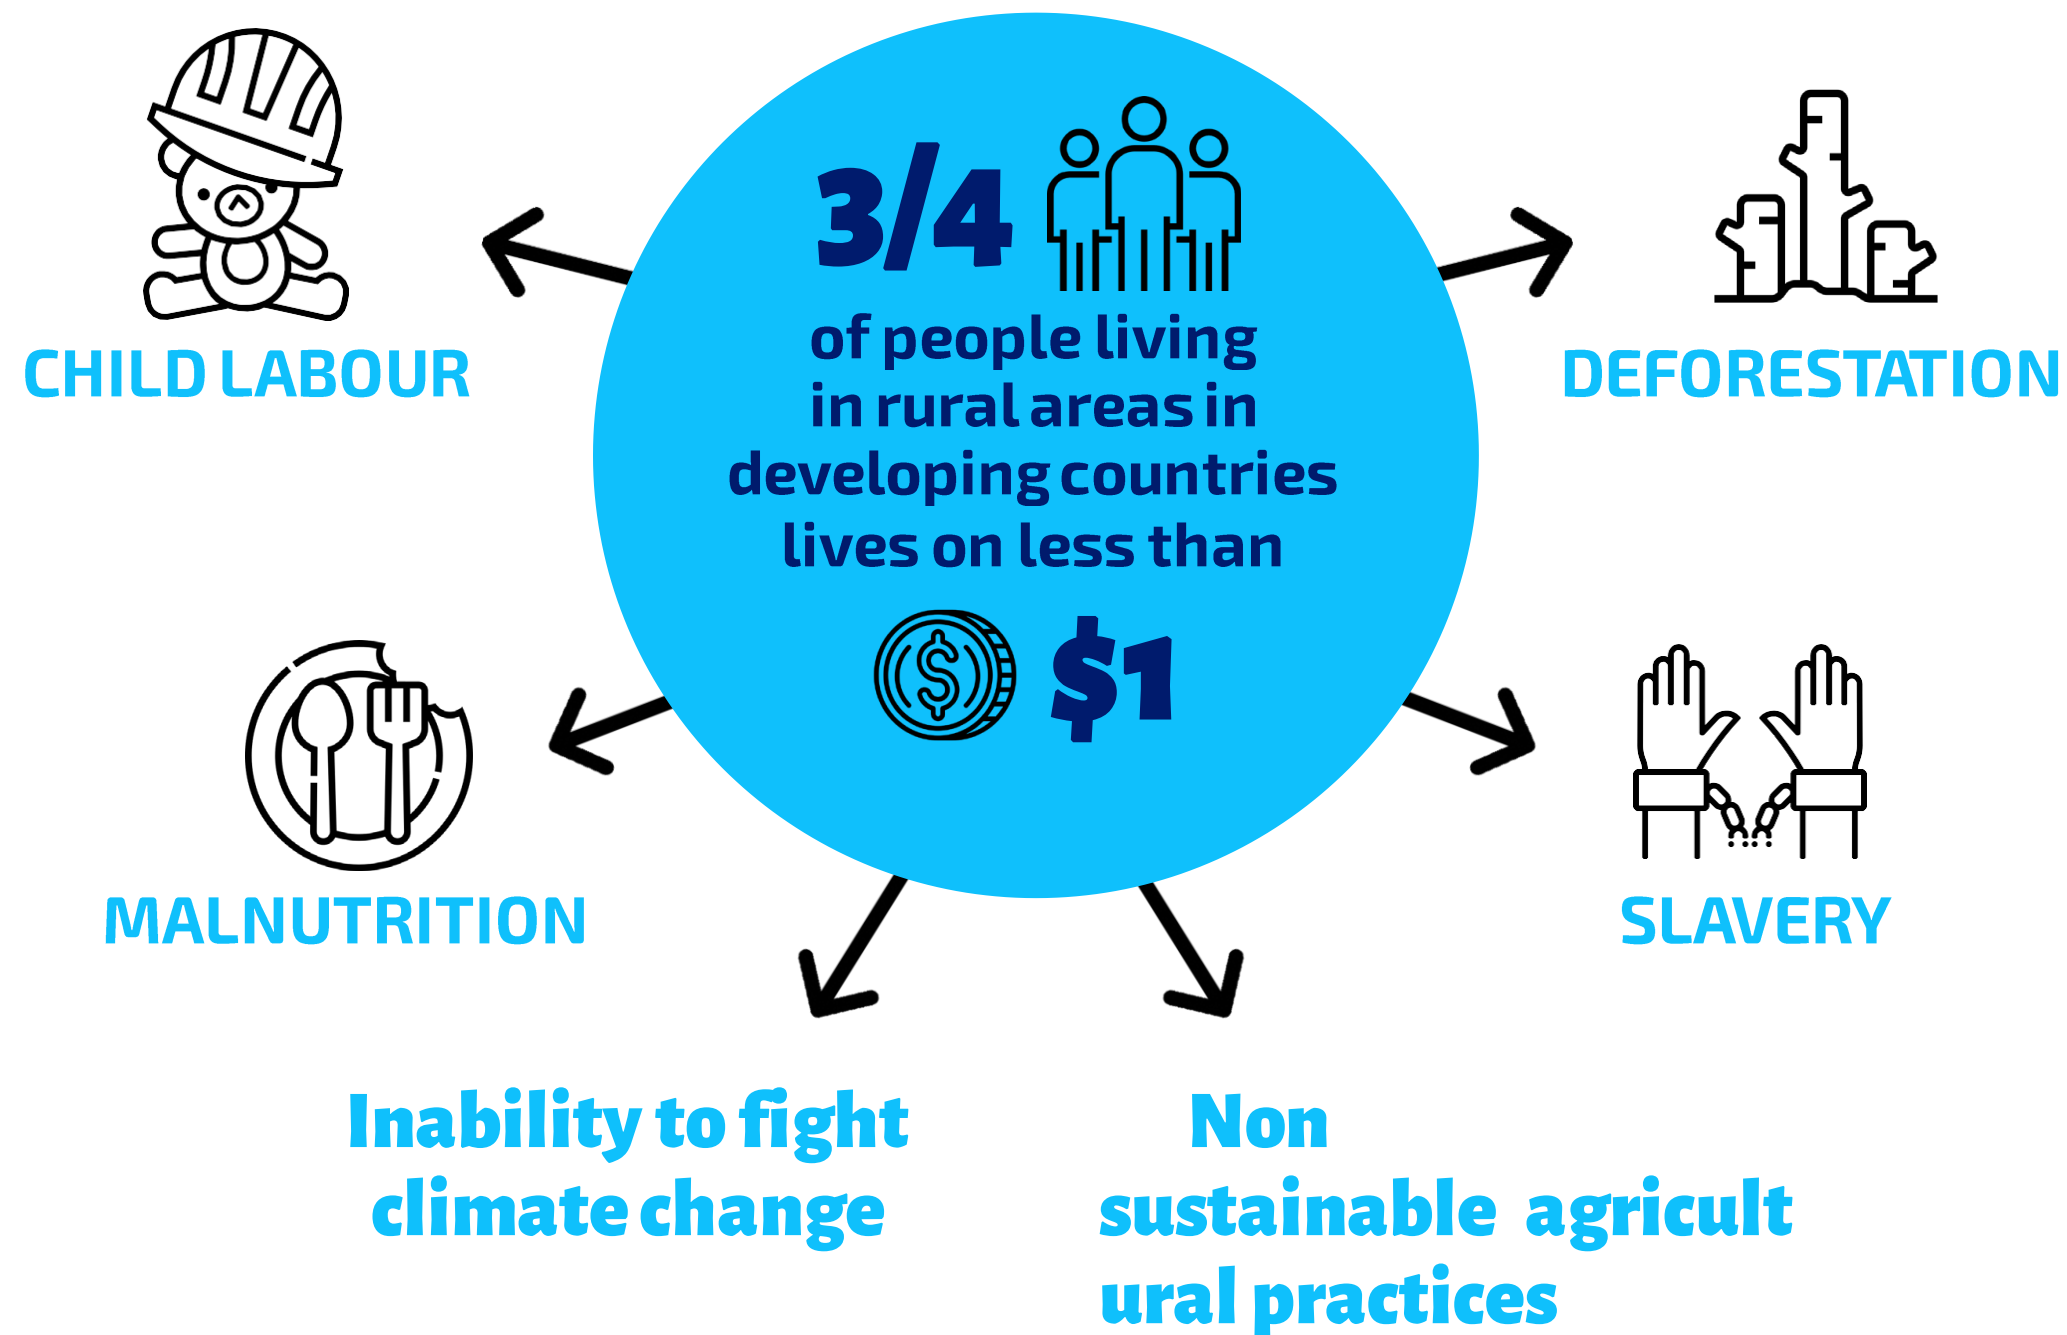 3/4
of people living
in rural areas in
developing countries
lives on less than
$ $1
CHILD LABOUR
DEFORESTATION
MALNUTRITION
SLAVERY
Inability to fight
climate change
Non
sustainable agricult
ural practices